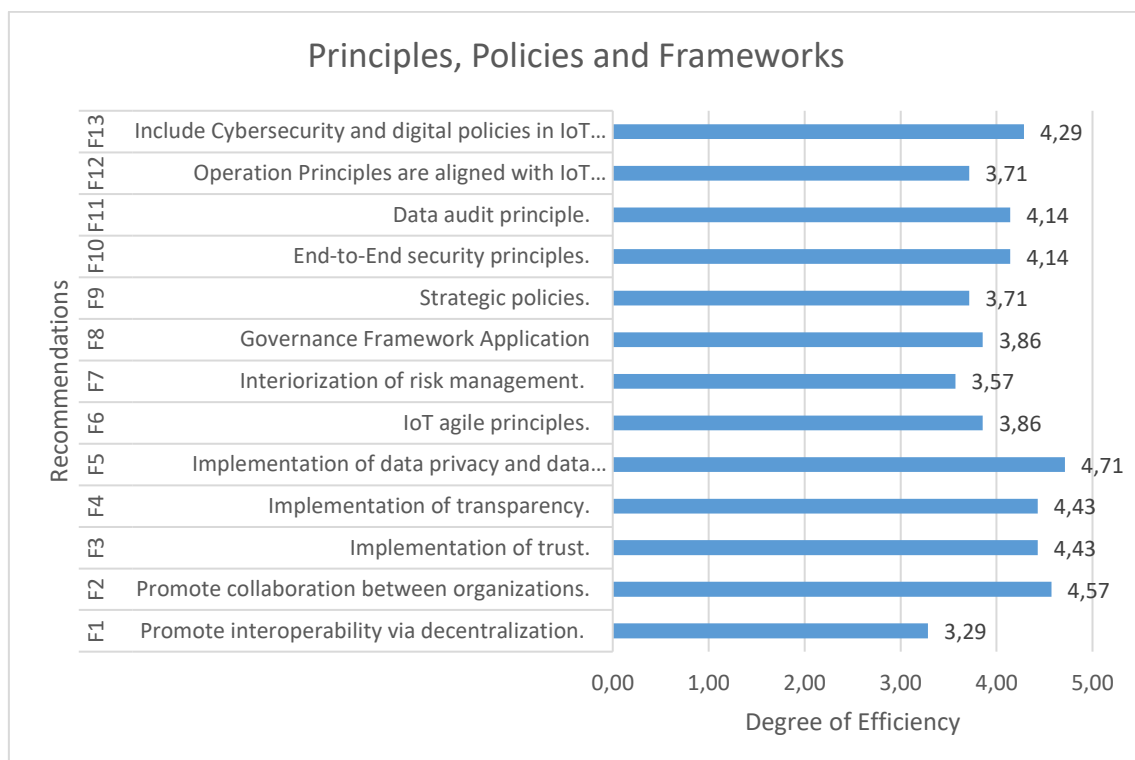 Principles, Policies and Frameworks
Recommendations
F13 Include Cybersecurity and digital policies in IoT... 4,29
F12 Operation Principles are aligned with IoT... 3,71
F11 Data audit principle. 4,14
F10 End-to-End security principles. 4,14
F9 Strategic policies. 3,71
F8 Governance Framework Application 3,86
F7 Interiorization of risk management. 3,57
F6 IoT agile principles. 3,86
F5 Implementation of data privacy and data... 4,71
F4 Implementation of transparency. 4,43
F3 Implementation of trust. 4,43
F2 Promote collaboration between organizations. 4,57
F1 Promote interoperability via decentralization. 3,29
0,00 1,00 2,00 3,00 4,00 5,00
Degree of Efficiency